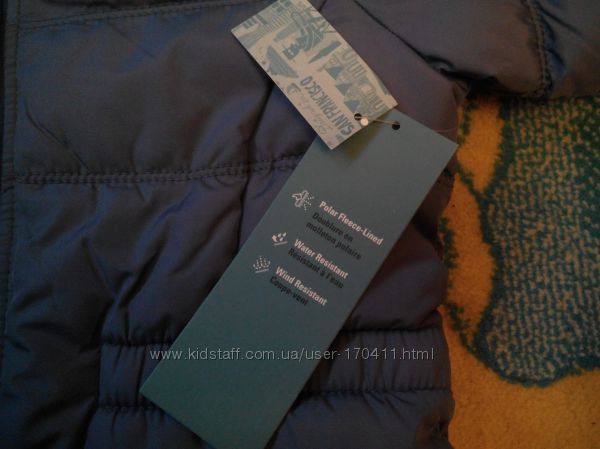 SAN FRANCISCO
Polar Fleece-Lined
Doublure en
molleton polaire
Water Resistant
Résistant à l'eau
Wind Resistant
Coupe-vent
www.kidstaff.com.ua/user-170411.html